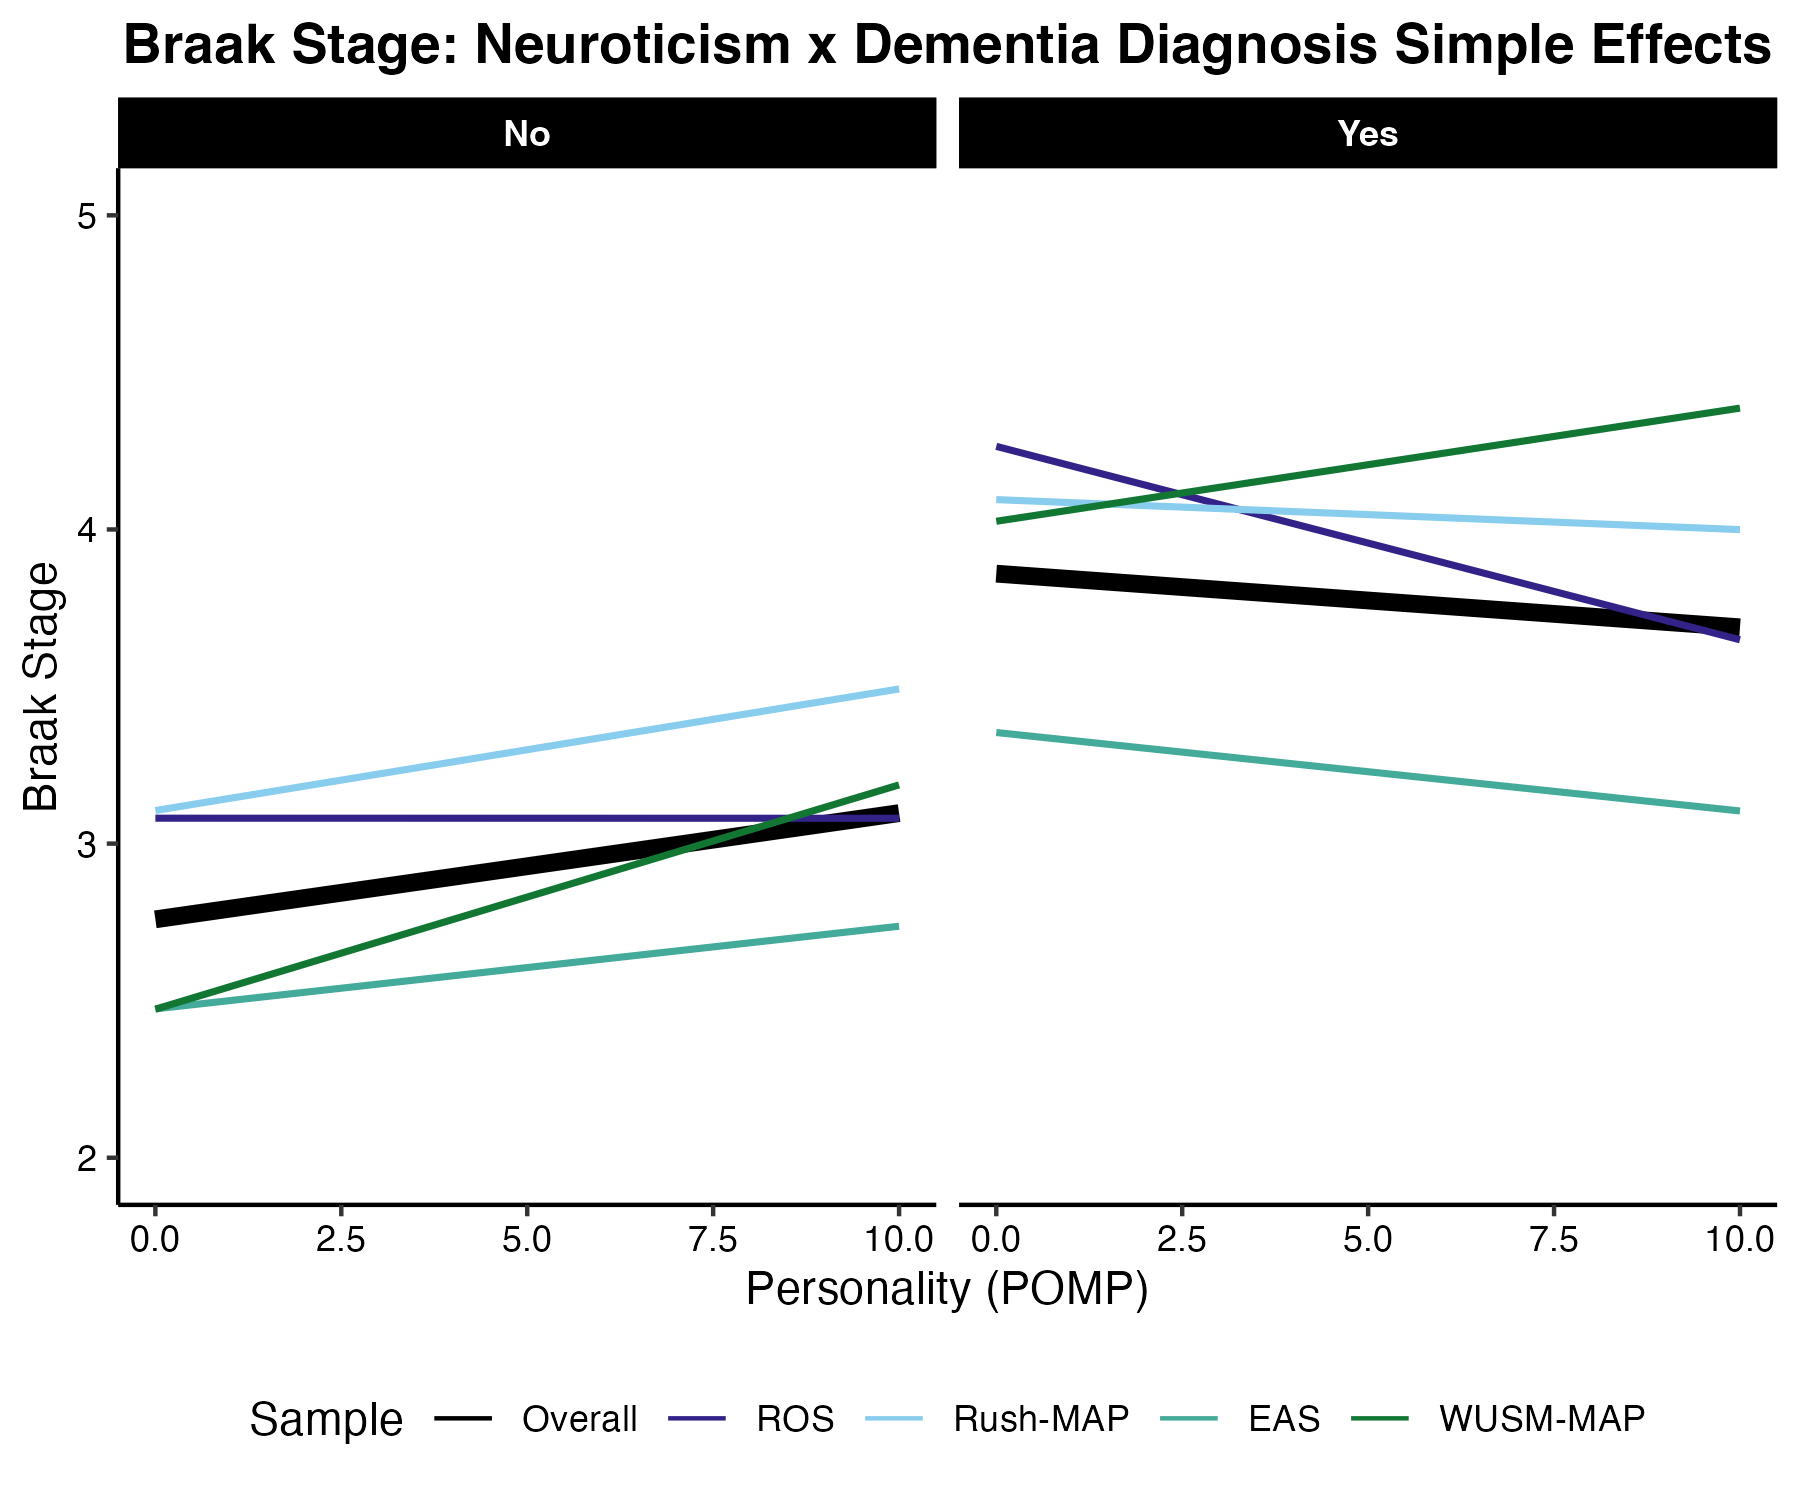 Braak Stage: Neuroticism x Dementia Diagnosis Simple Effects
No
Yes
Braak Stage
5
4
3
2
0.0 2.5 5.0 7.5 10.0
0.0 2.5 5.0 7.5 10.0
Personality (POMP)
Sample Overall ROS Rush-MAP EAS WUSM-MAP